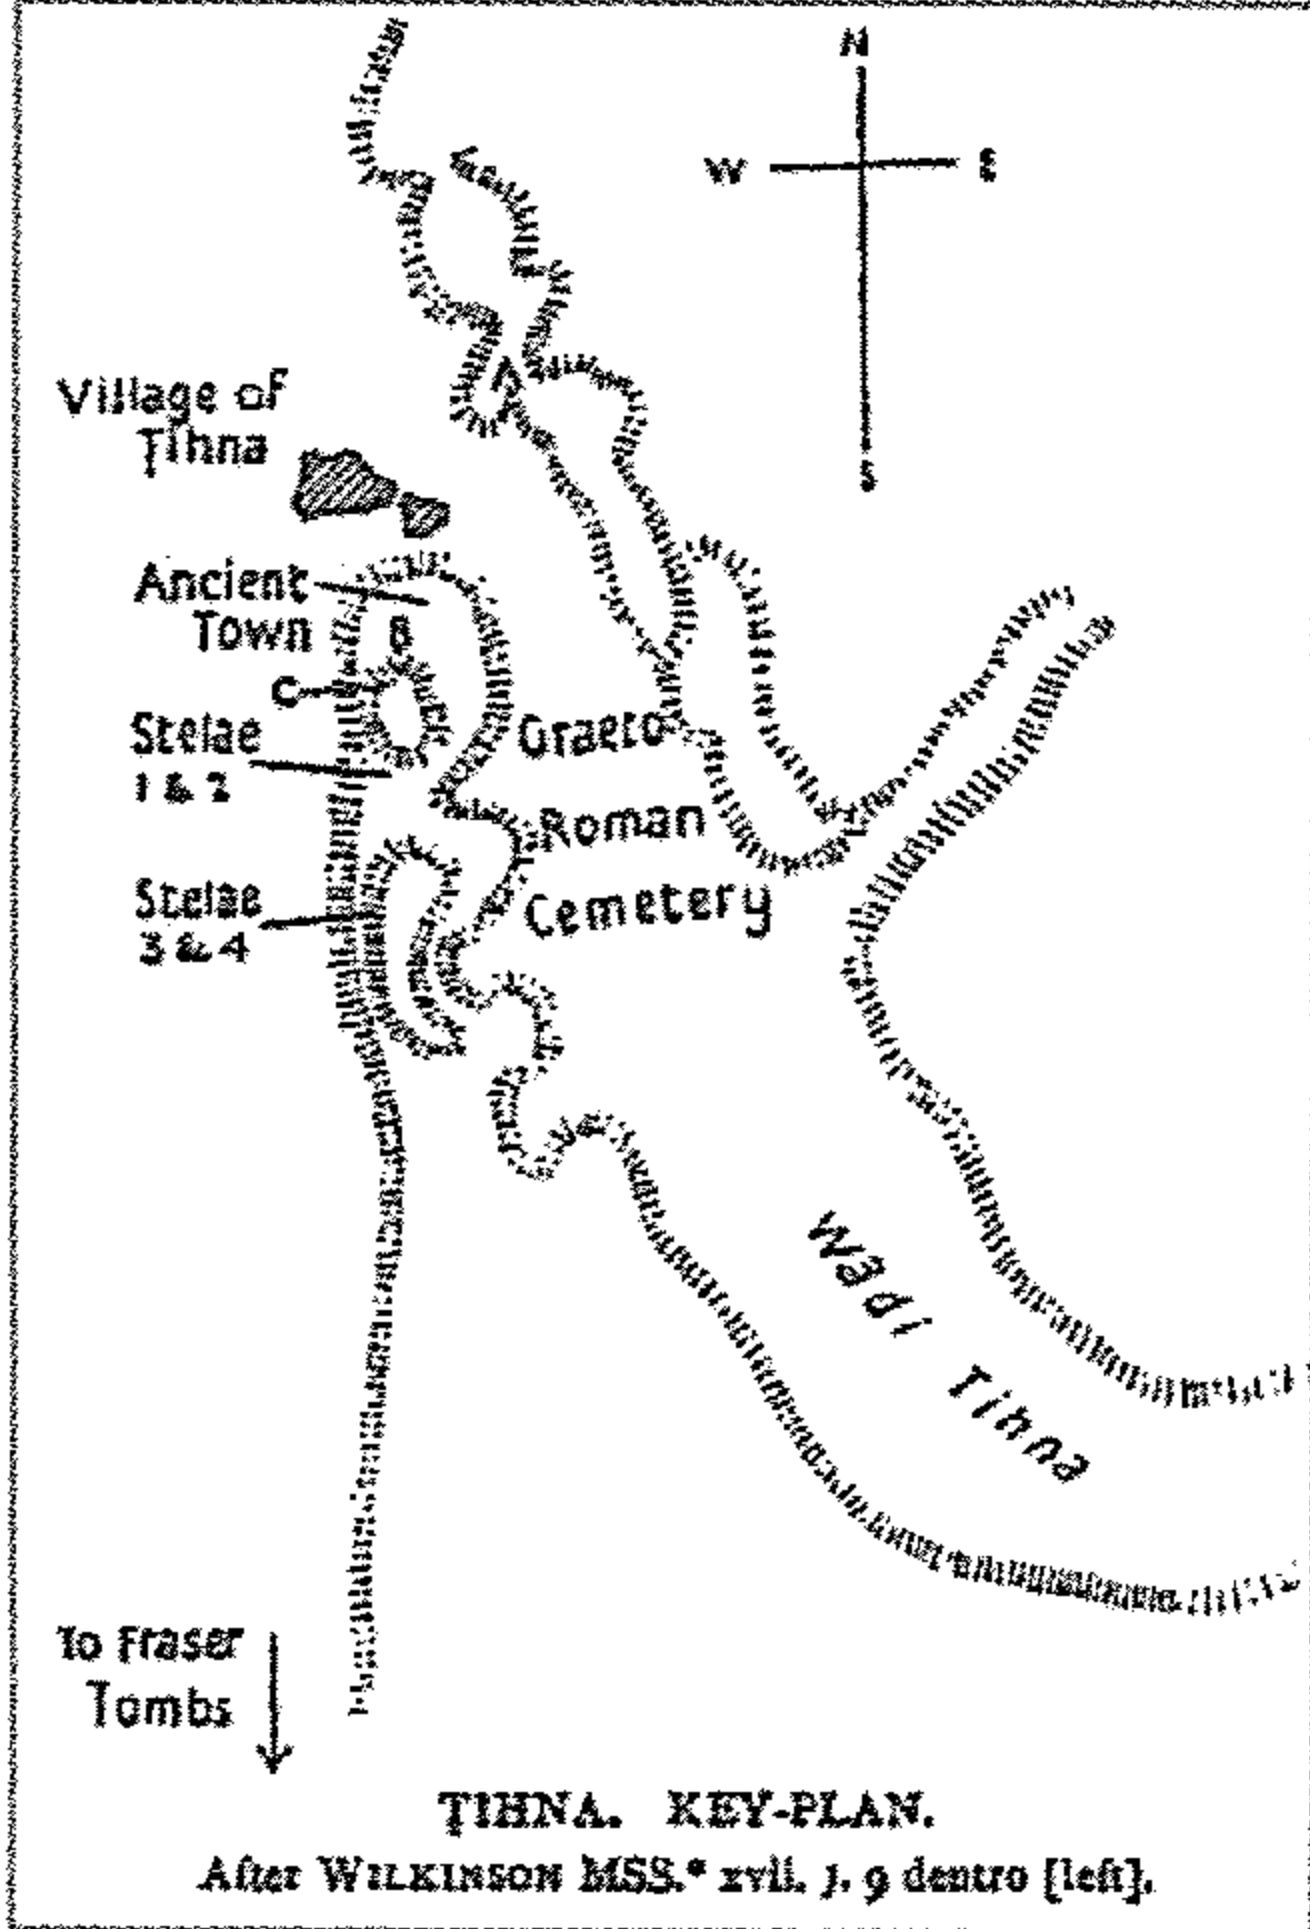 N
W
E
S
A
Village of
Tihna
Ancient
Town
B
C
Stelae
1 & 2
Graeco
Roman
Cemetery
Stelae
3 & 4
Wādi Tihna
To Fraser
Tombs
TIHNA. KEY-PLAN.
After WILKINSON MSS.* xvii. J. 9 dentro [left].